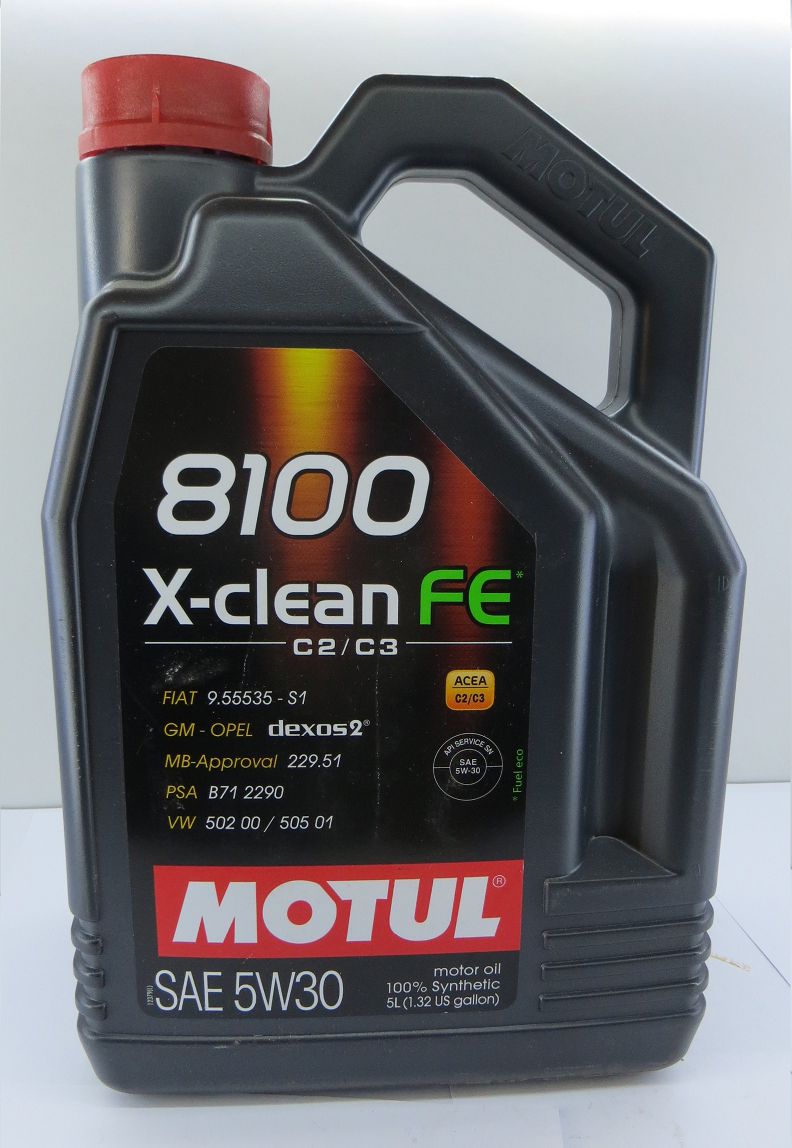 MOTUL
8100
X-clean FE*
C2/C3
FIAT 9.55535 - S1
GM - OPEL dexos2®
MB-Approval 229.51
PSA B71 2290
VW 502 00 / 505 01
ACEA
C2/C3
API SERVICE SN
SAE
5W-30
* Fuel eco
MOTUL®
SAE 5W30
motor oil
100% Synthetic
5L (1.32 US gallon)